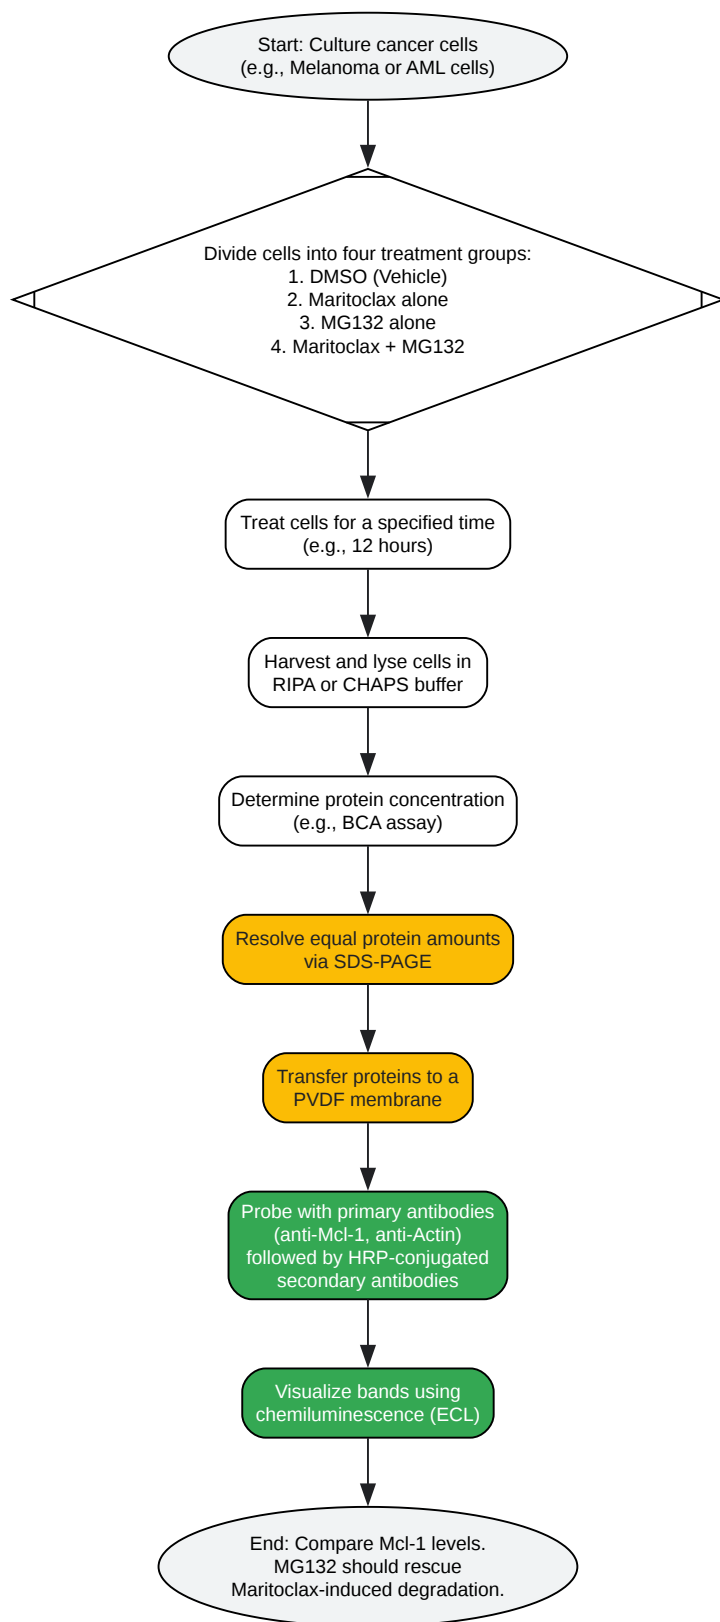 Start: Culture cancer cells
(e.g., Melanoma or AML cells)
Divide cells into four treatment groups:
1. DMSO (Vehicle)
2. Maritoclax alone
3. MG132 alone
4. Maritoclax + MG132
Treat cells for a specified time
(e.g., 12 hours)
Harvest and lyse cells in
RIPA or CHAPS buffer
Determine protein concentration
(e.g., BCA assay)
Resolve equal protein amounts
via SDS-PAGE
Transfer proteins to a
PVDF membrane
Probe with primary antibodies
(anti-Mcl-1, anti-Actin)
followed by HRP-conjugated
secondary antibodies
Visualize bands using
chemiluminescence (ECL)
End: Compare Mcl-1 levels.
MG132 should rescue
Maritoclax-induced degradation.